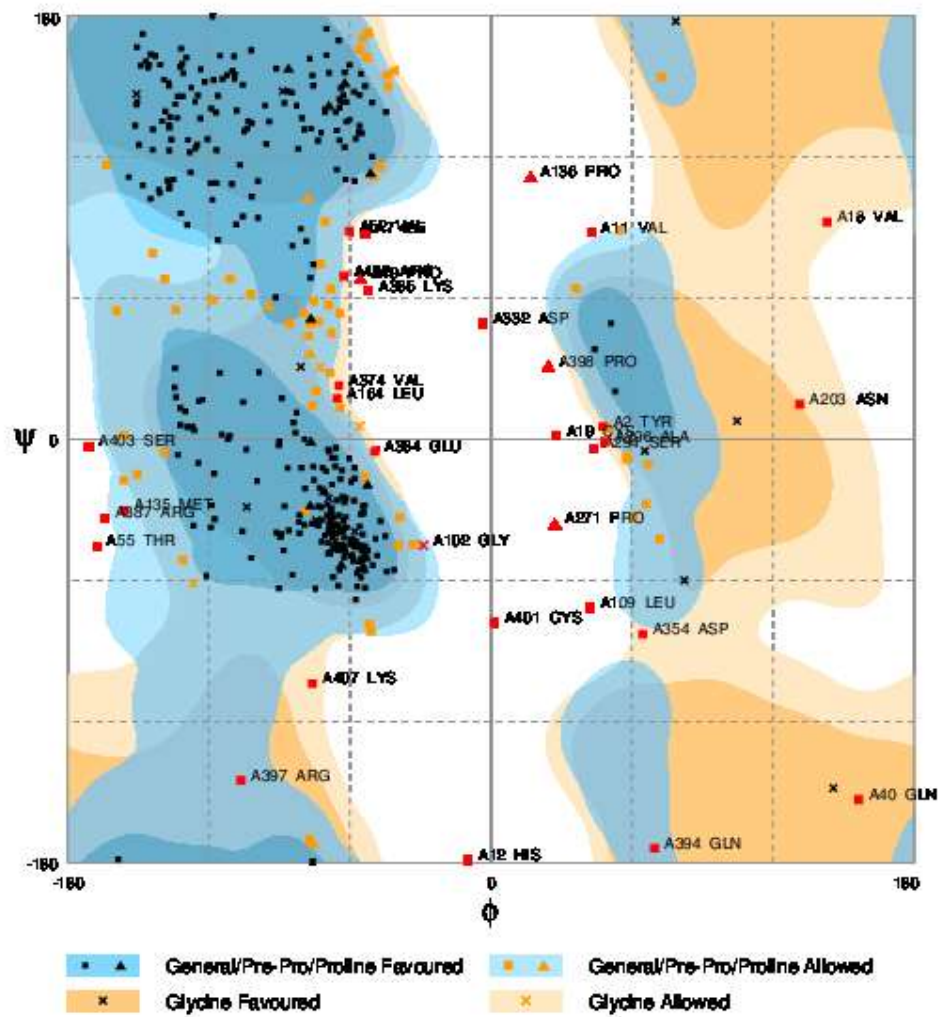 180
A136 PRO
A11 VAL
A18 VAL
A365 LYS
A332 ASP
A398 PRO
A374 VAL
A164 LEU
A203 ASN
A2 TYR
Ψ 0
A403 SER
A384 GLU
A19
A294 SER
A135 MET
A387 ARG
A271 PRO
A55 THR
A102 GLY
A109 LEU
A401 CYS
A354 ASP
A407 LYS
A397 ARG
A40 GLN
A394 GLN
-180
A12 HIS
-180 0 180
ϕ
General/Pre-Pro/Proline Favoured General/Pre-Pro/Proline Allowed
Glycine Favoured Glycine Allowed